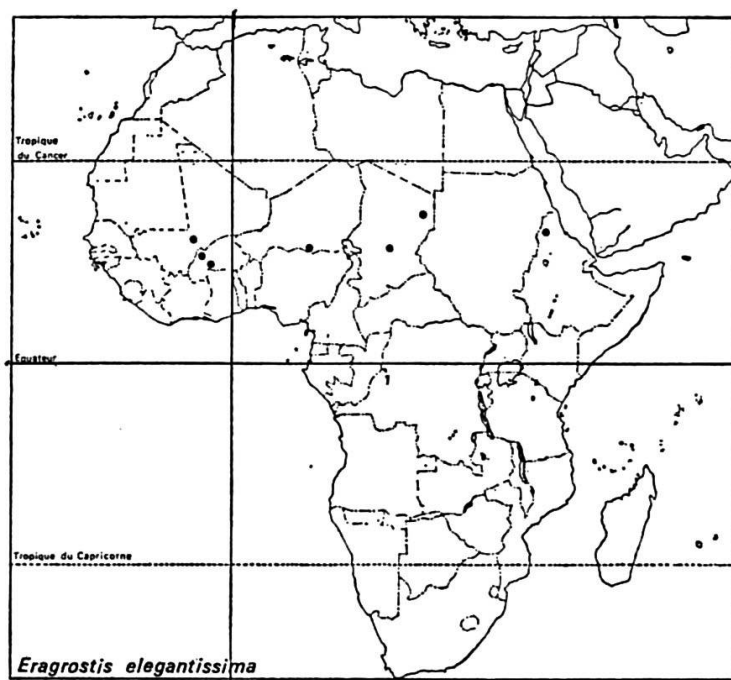 Tropique
du Cancer
Equateur
Tropique du Capricorne
Eragrostis elegantissima